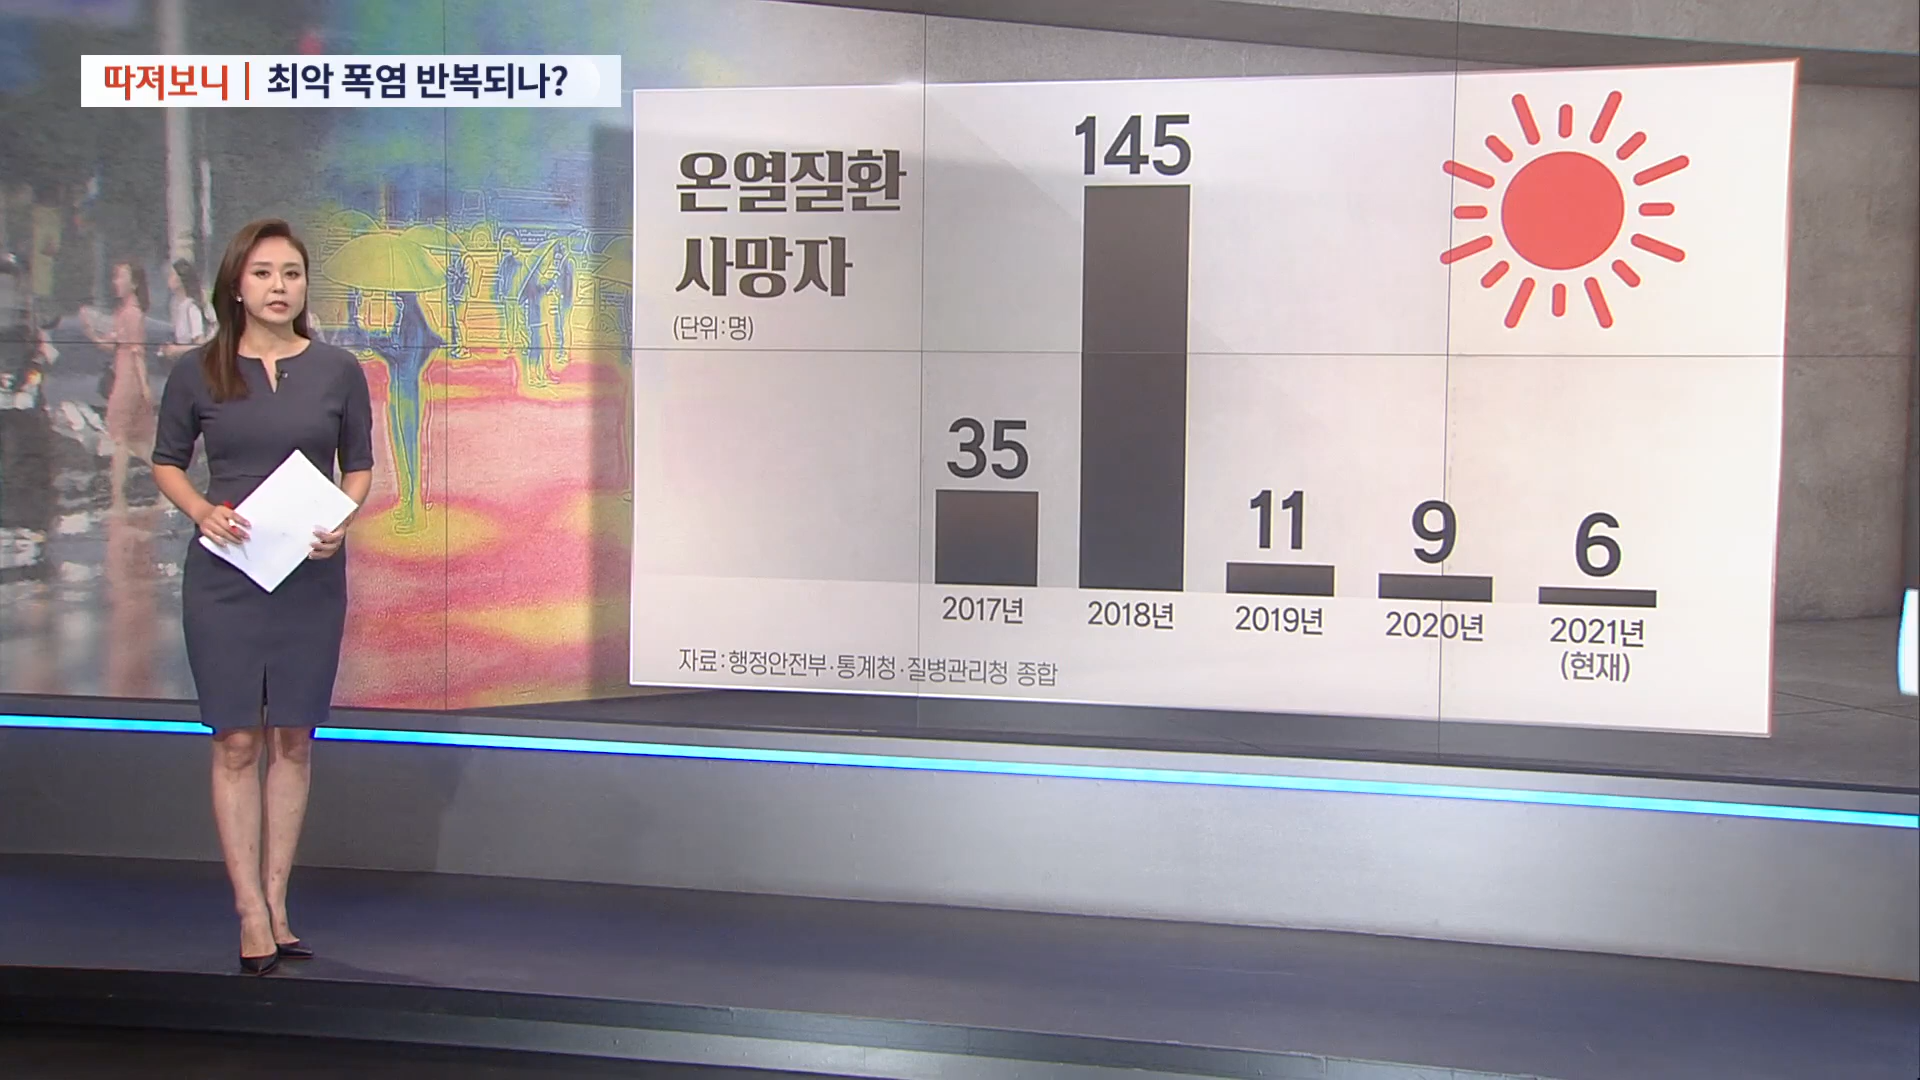 따져보니 | 최악 폭염 반복되나?
온열질환
사망자
(단위:명)
145
35
11
9
6
2017년
2018년
2019년
2020년
2021년
(현재)
자료:행정안전부·통계청·질병관리청 종합